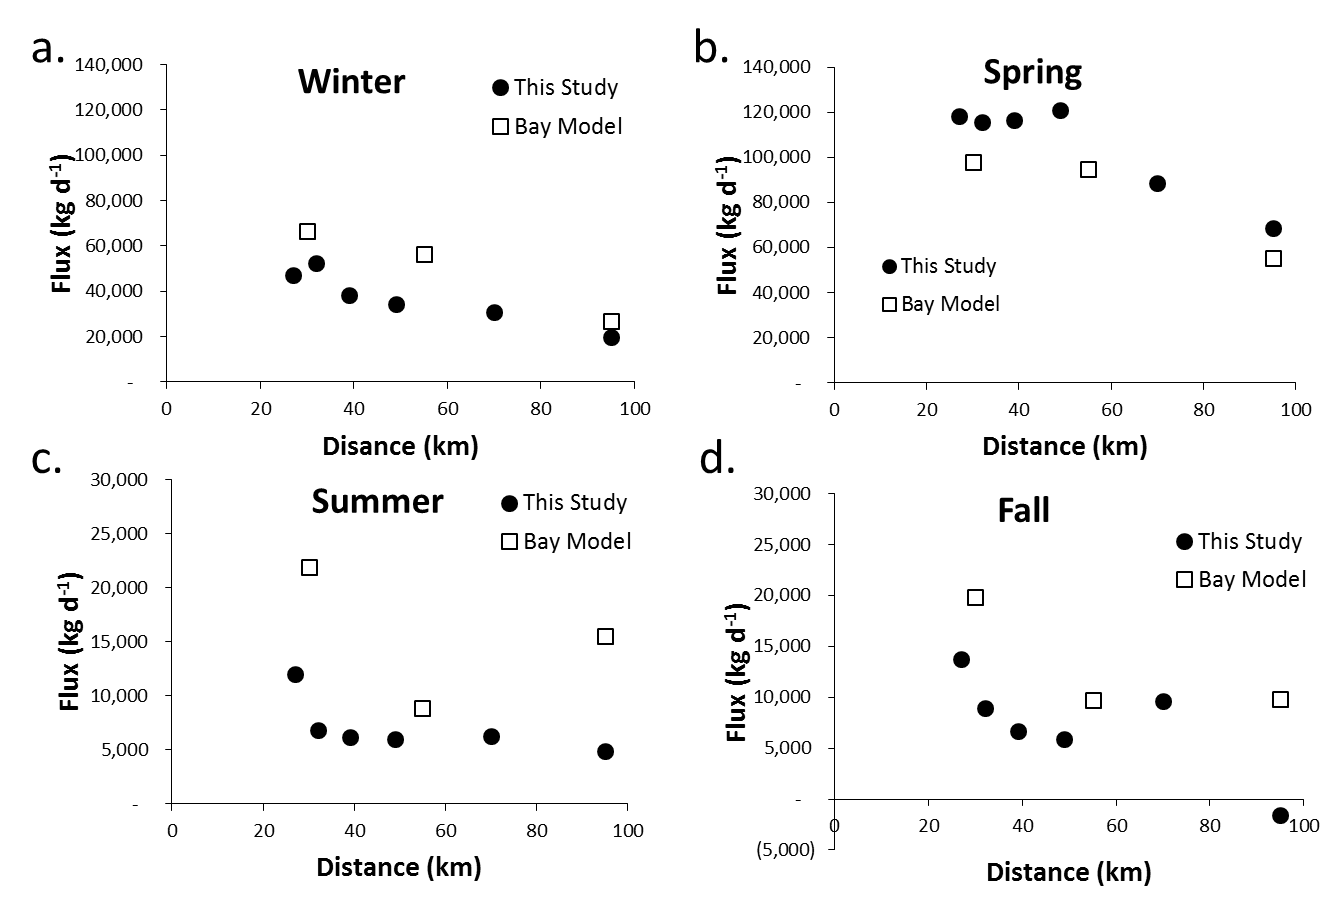 a.
Winter
This Study
Bay Model
140,000
120,000
100,000
80,000
60,000
40,000
20,000
-
Flux (kg d-1)
0 20 40 60 80 100
Disance (km)
b.
Spring
140,000
120,000
100,000
80,000
60,000
40,000
20,000
-
Flux (kg d-1)
This Study
Bay Model
0 20 40 60 80 100
Distance (km)
c.
Summer
This Study
Bay Model
30,000
25,000
20,000
15,000
10,000
5,000
-
Flux (kg d-1)
0 20 40 60 80 100
Distance (km)
d.
Fall
This Study
Bay Model
30,000
25,000
20,000
15,000
10,000
5,000
-
(5,000)
Flux (kg d-1)
0 20 40 60 80 100
Distance (km)